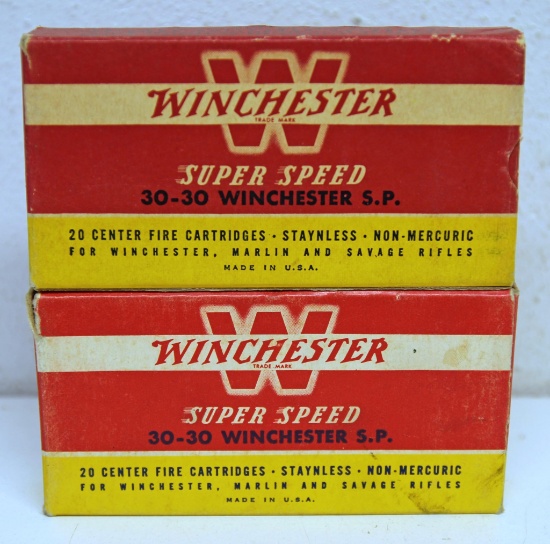 WINCHESTER
TRADE MARK
SUPER SPEED
30-30 WINCHESTER S.P.
20 CENTER FIRE CARTRIDGES · STAYNLESS · NON-MERCURIC
FOR WINCHESTER, MARLIN AND SAVAGE RIFLES
MADE IN U.S.A.
WINCHESTER
TRADE MARK
SUPER SPEED
30-30 WINCHESTER S.P.
20 CENTER FIRE CARTRIDGES · STAYNLESS · NON-MERCURIC
FOR WINCHESTER, MARLIN AND SAVAGE RIFLES
MADE IN U.S.A.